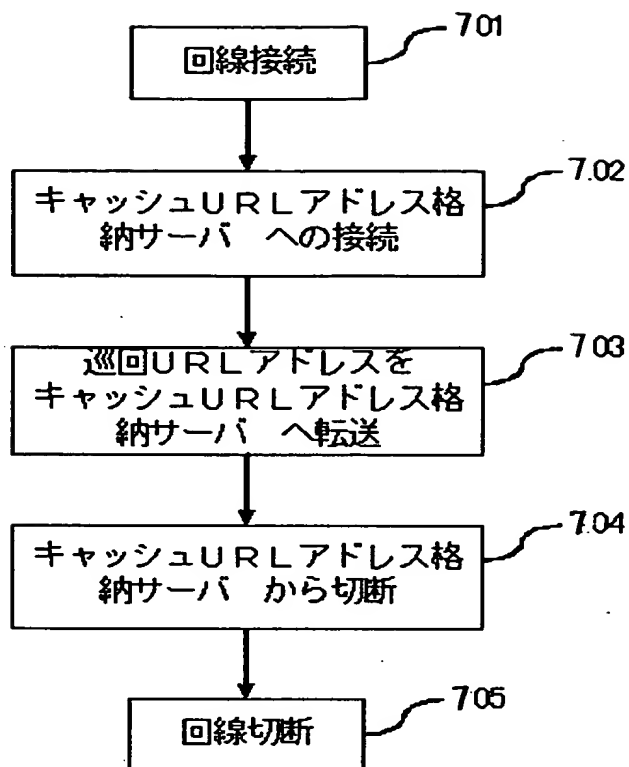 回線接続
701
キャッシュURLアドレス格
納サーバ への接続
702
巡回URLアドレスを
キャッシュURLアドレス格
納サーバ へ転送
703
キャッシュURLアドレス格
納サーバ から切断
704
回線切断
705